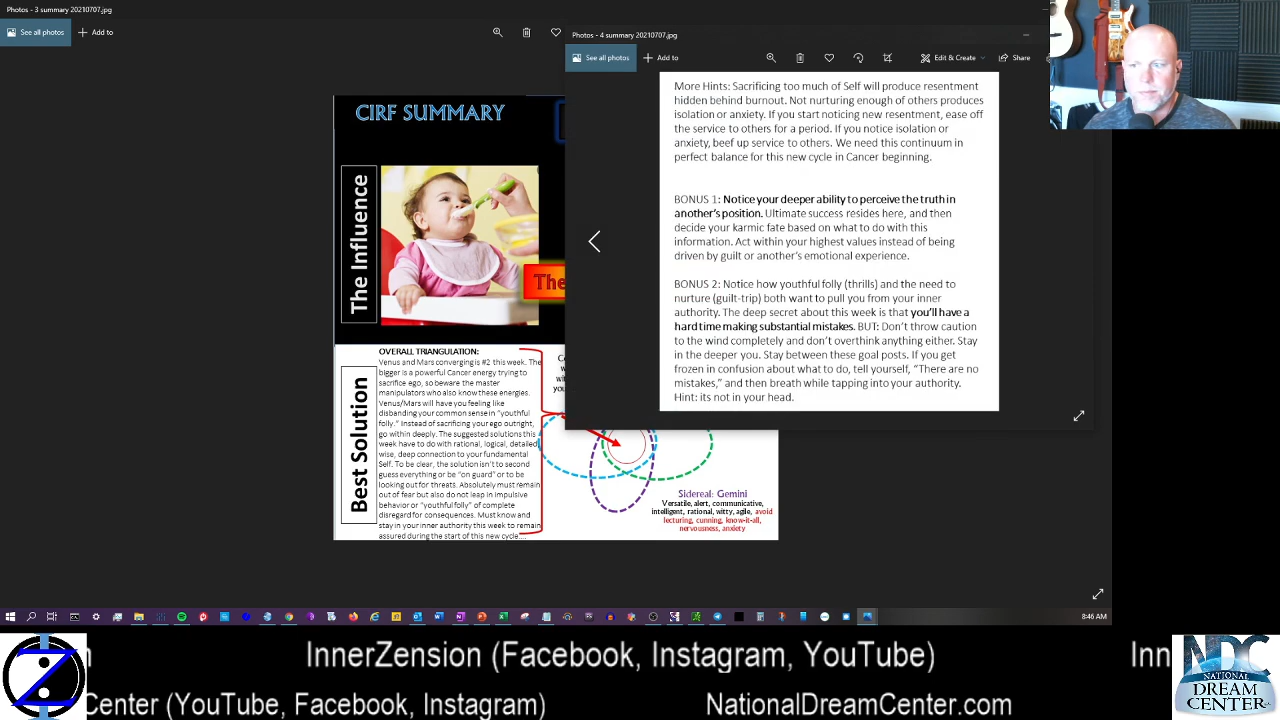 Photos - 3 summary 20210707.jpg
See all photos
Add to
CIRF SUMMARY
The Influence
The
Best Solution
OVERALL TRIANGULATION:
Venus and Mars converging is #2 this week. The
bigger is a powerful Cancer energy trying to
sacrifice ego, so beware the master
manipulators who also know these energies.
Venus/Mars will have you feeling like
disbanding your common sense in "youthful
folly." Instead of sacrificing your ego outright,
go within deeply. The suggested solutions this
week have to do with rational, logical, detailed
wise, deep connection to your fundamental
Self. To be clear, the solution isn't to second
guess everything or be "on guard" or to be
looking out for threats. Absolutely must remain
out of fear but also do not leap in impulsive
behavior or "youthful folly" of complete
disregard for consequences. Must know and
stay in your inner authority this week to remain
assured during the start of this new cycle....
Sidereal: Gemini
Versatile, alert, communicative,
intelligent, rational, witty, agile, avoid
lecturing, cunning, know-it-all,
nervousness, anxiety
Photos - 4 summary 20210707.jpg
See all photos
Add to
Edit & Create
Share
More Hints: Sacrificing too much of Self will produce resentment
hidden behind burnout. Not nurturing enough of others produces
isolation or anxiety. If you start noticing new resentment, ease off
the service to others for a period. If you notice isolation or
anxiety, beef up service to others. We need this continuum in
perfect balance for this new cycle in Cancer beginning.
BONUS 1: Notice your deeper ability to perceive the truth in
another's position. Ultimate success resides here, and then
decide your karmic fate based on what to do with this
information. Act within your highest values instead of being
driven by guilt or another's emotional experience.
BONUS 2: Notice how youthful folly (thrills) and the need to
nurture (guilt-trip) both want to pull you from your inner
authority. The deep secret about this week is that you'll have a
hard time making substantial mistakes. BUT: Don't throw caution
to the wind completely and don't overthink anything either. Stay
in the deeper you. Stay between these goal posts. If you get
frozen in confusion about what to do, tell yourself, "There are no
mistakes," and then breath while tapping into your authority.
Hint: its not in your head.
8:46 AM
InnerZension (Facebook, Instagram, YouTube)
Inn
Center (YouTube, Facebook, Instagram)
NationalDreamCenter.com
NDC
NATIONAL
DREAM
CENTER